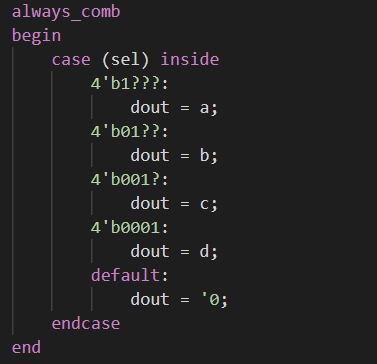 always_comb
begin
    case (sel) inside
        4'b1???:
            dout = a;
        4'b01??:
            dout = b;
        4'b001?:
            dout = c;
        4'b0001:
            dout = d;
        default:
            dout = '0;
    endcase
end